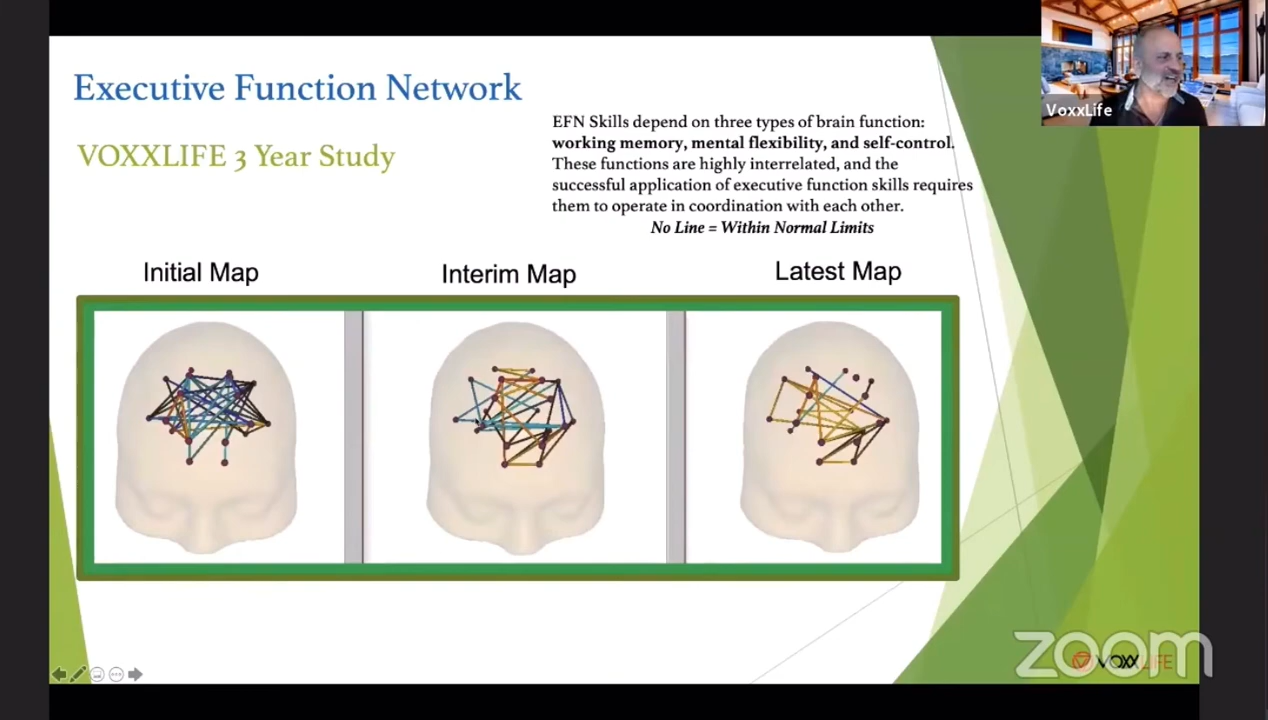 Executive Function Network
VOXXLIFE 3 Year Study
EFN Skills depend on three types of brain function:
working memory, mental flexibility, and self-control.
These functions are highly interrelated, and the
successful application of executive function skills requires
them to operate in coordination with each other.
No Line = Within Normal Limits
VoxxLife
Initial Map
Interim Map
Latest Map
zoom
VOXXLIFE